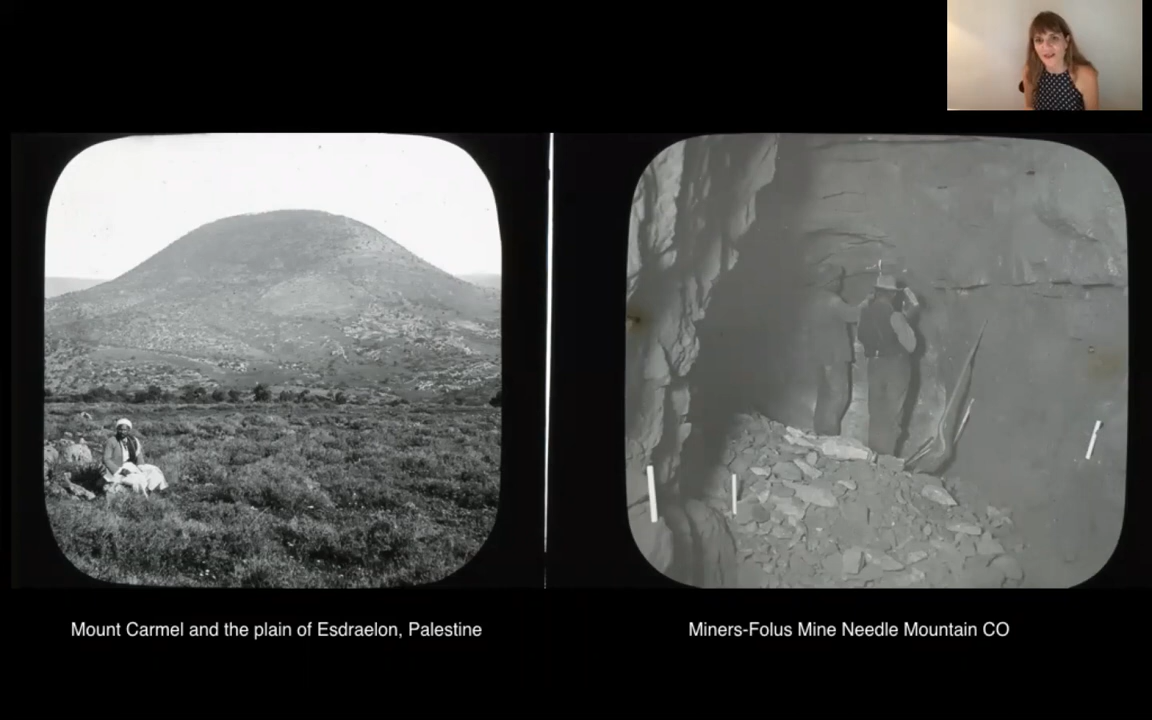 Mount Carmel and the plain of Esdraelon, Palestine
Miners-Folus Mine Needle Mountain CO